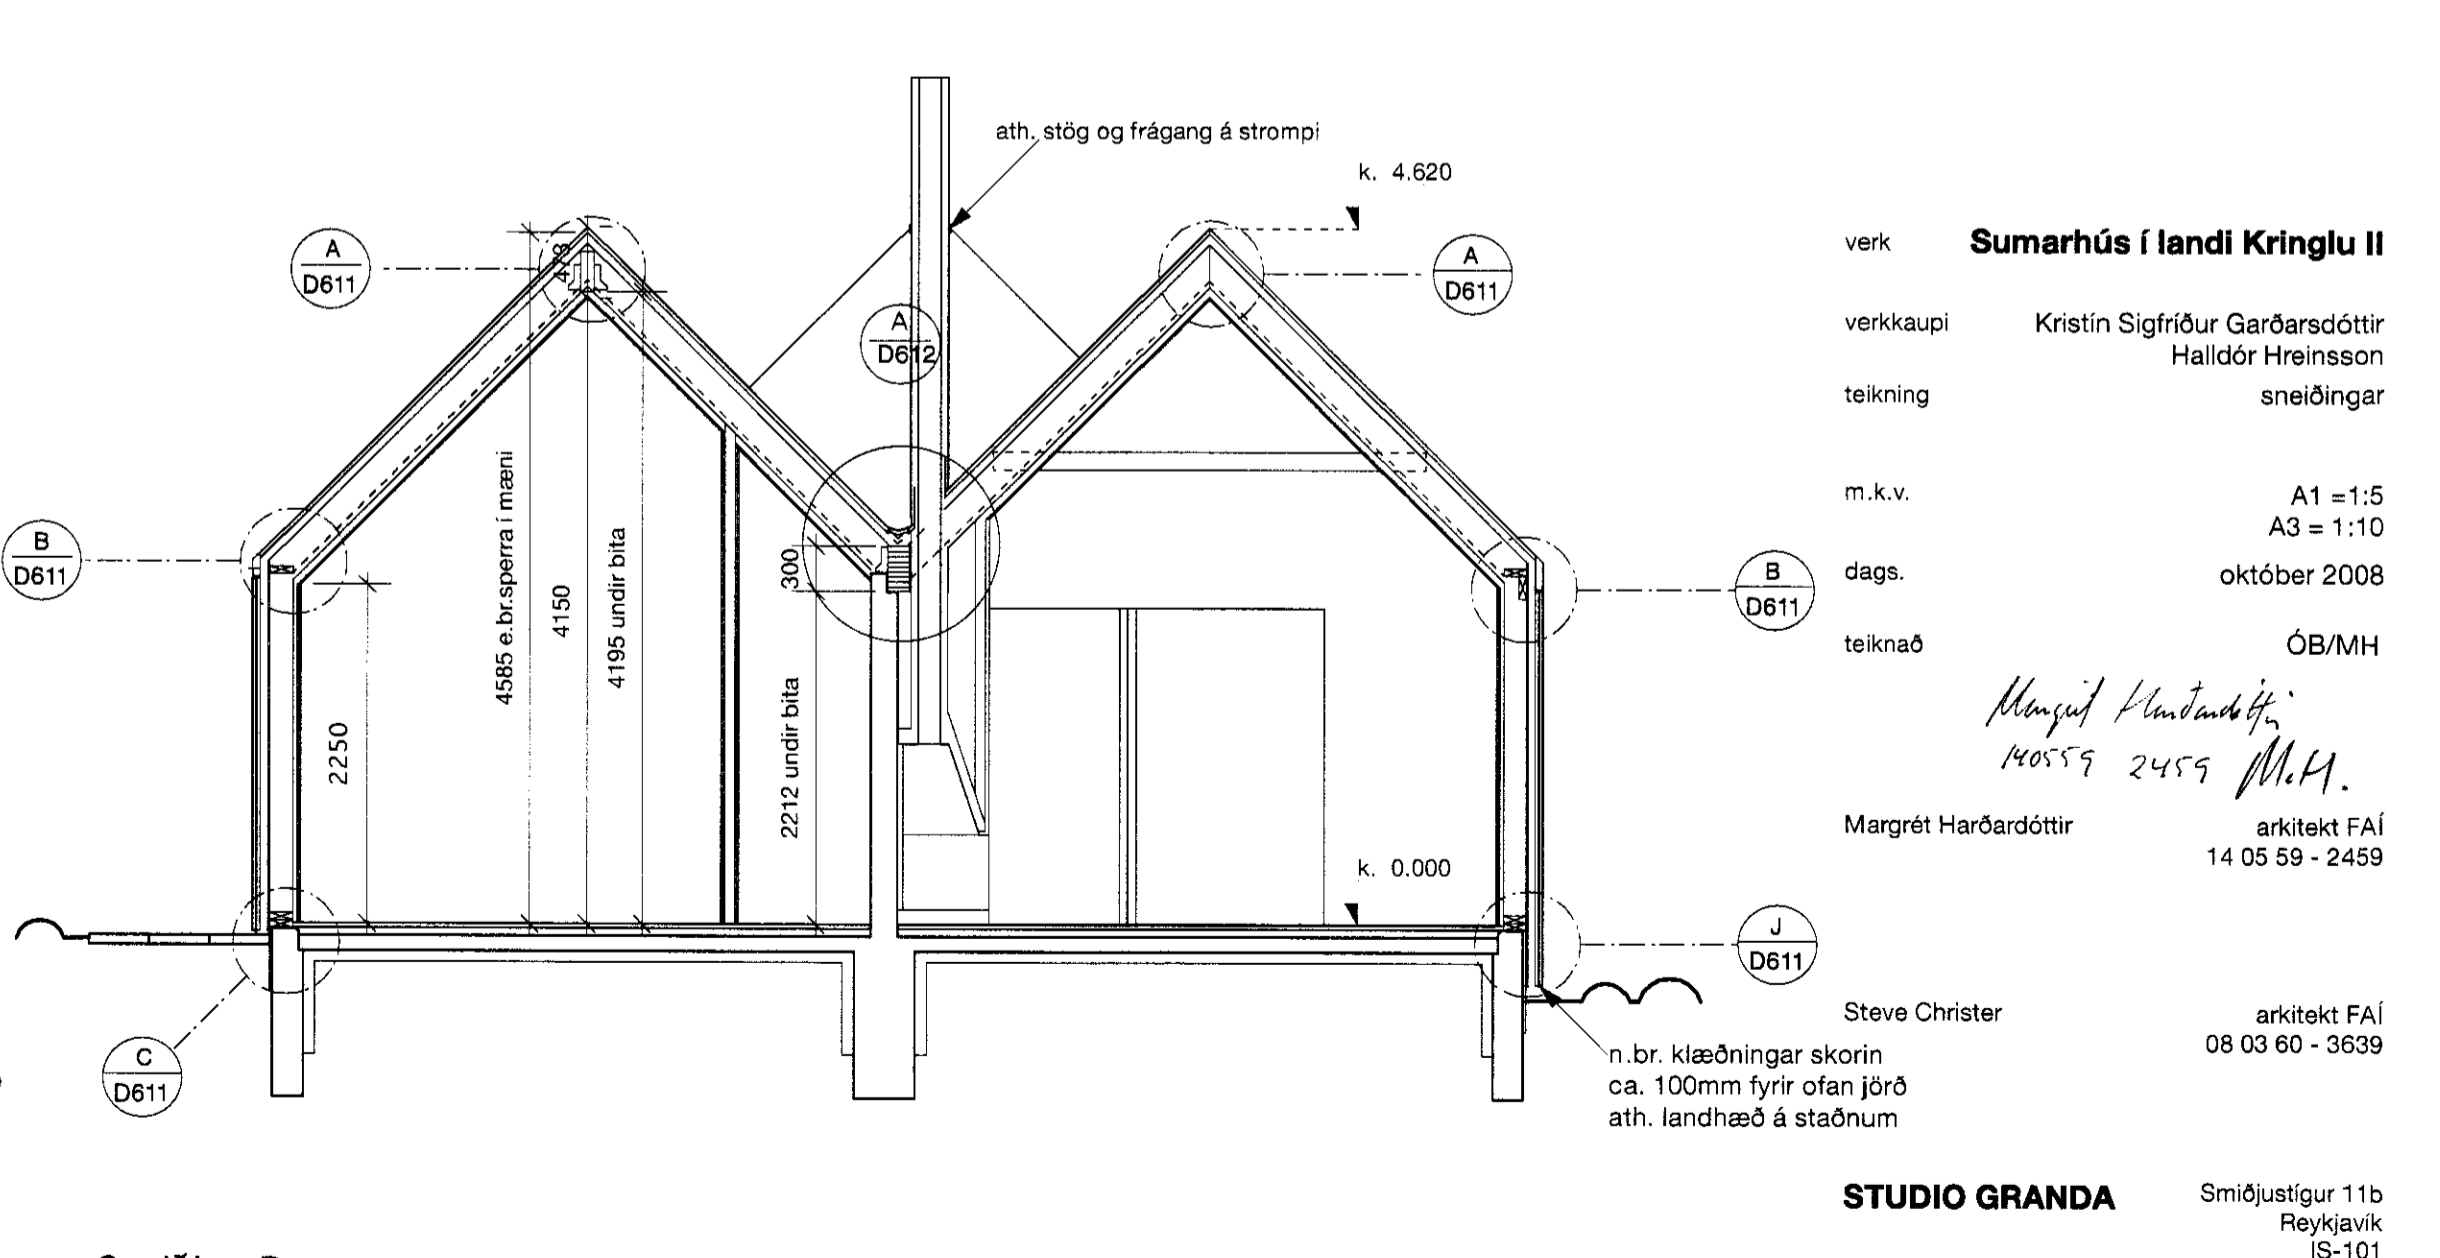 ath. stög og frágang á strompi
k. 4.620
A
D611
A
D612
A
D611
B
D611
B
D611
4585 e.br.sperra í mæni
4150
4195 undir bita
300
2250
2212 undir bita
k. 0.000
J
D611
C
D611
n.br. klæðningar skorin
ca. 100mm fyrir ofan jörð
ath. landhæð á staðnum
verk Sumarhús í landi Kringlu II
verkkaupi Kristín Sigfríður Garðarsdóttir
Halldór Hreinsson
teikning sneiðingar
m.k.v. A1 =1:5
A3 = 1:10
dags. október 2008
teiknað ÓB/MH
140559 2459 M.H.
Margrét Harðardóttir arkitekt FAÍ
14 05 59 - 2459
Steve Christer arkitekt FAÍ
08 03 60 - 3639
STUDIO GRANDA Smiðjustígur 11b
Reykjavík
IS-101